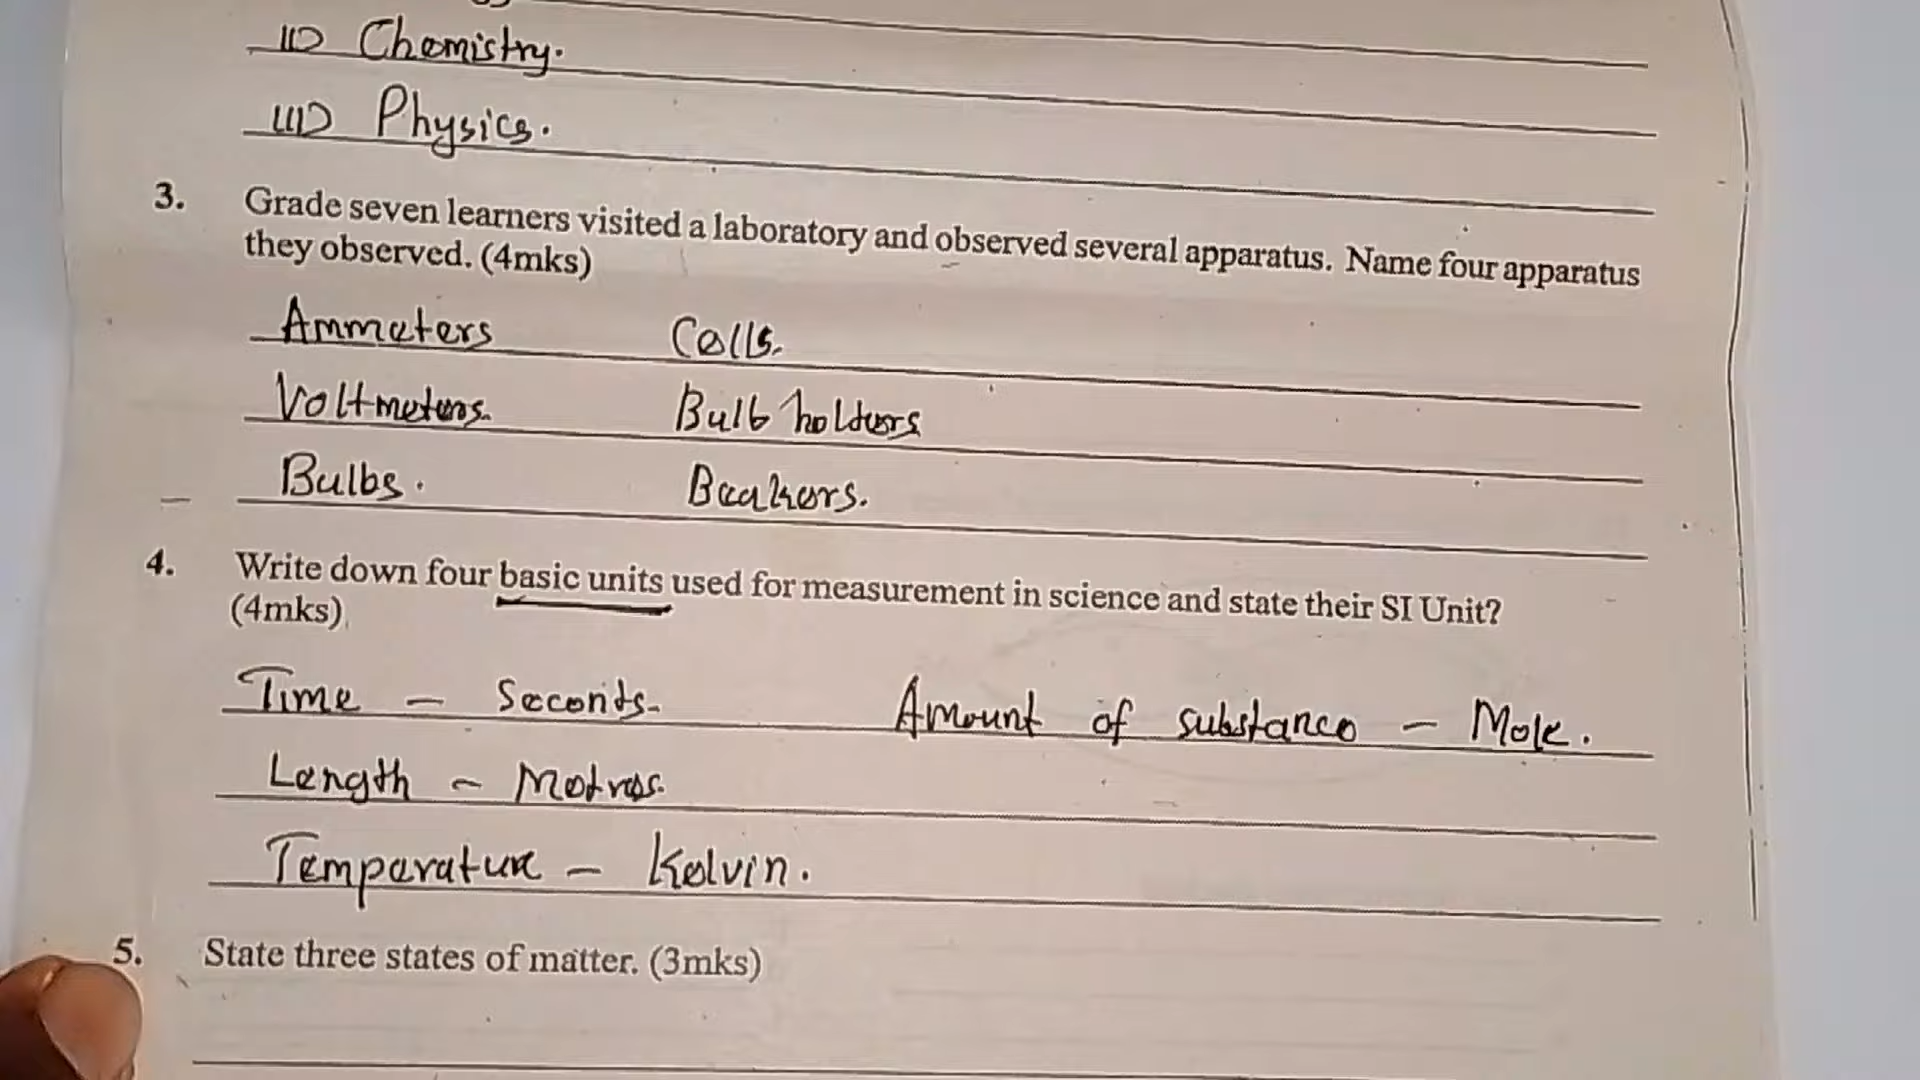 II) Chemistry.
III) Physics.
3. Grade seven learners visited a laboratory and observed several apparatus. Name four apparatus
they observed. (4mks)
Ammeters Cells.
Voltmeters. Bulb holders
Bulbs. Beakers.
4. Write down four basic units used for measurement in science and state their SI Unit?
(4mks)
Time – Seconds. Amount of substance – Mole.
Length – Metres.
Temperature – Kelvin.
5. State three states of matter. (3mks)